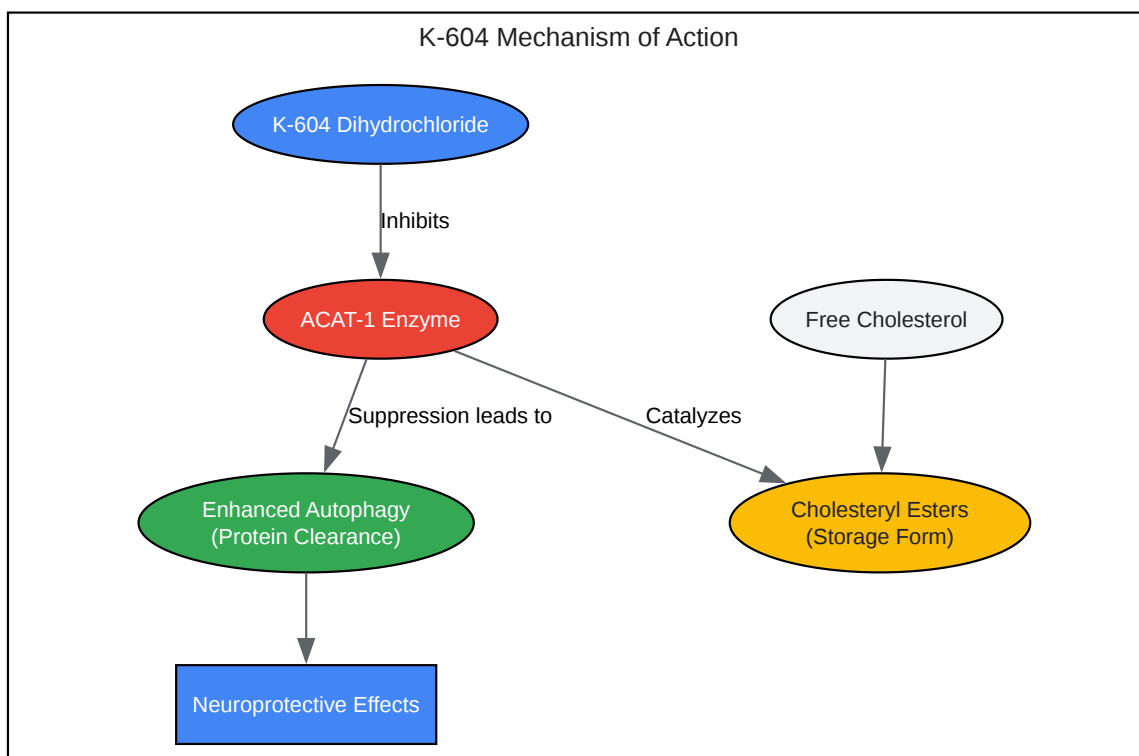 K-604 Mechanism of Action
K-604 Dihydrochloride
Inhibits
ACAT-1 Enzyme
Free Cholesterol
Suppression leads to
Catalyzes
Enhanced Autophagy
(Protein Clearance)
Cholesteryl Esters
(Storage Form)
Neuroprotective Effects